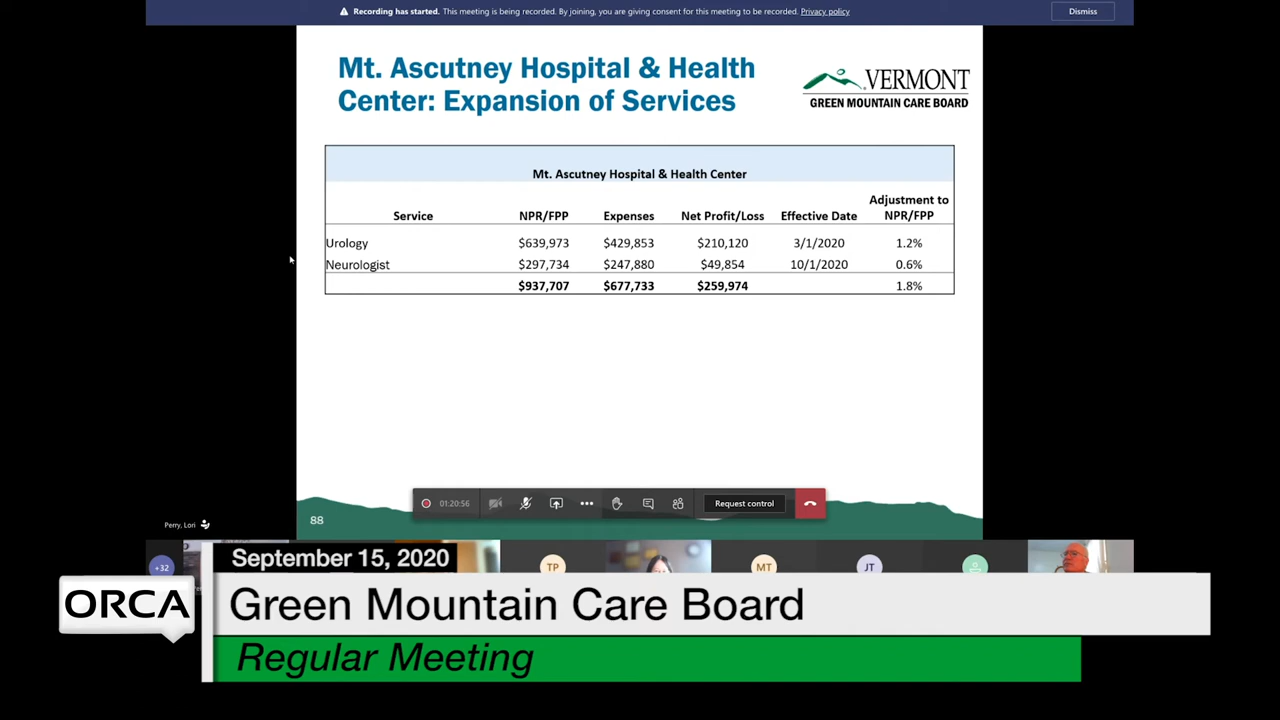 Recording has started. This meeting is being recorded. By joining, you are giving consent for this meeting to be recorded. Privacy policy
Dismiss
Mt. Ascutney Hospital & Health
Center: Expansion of Services
VERMONT
GREEN MOUNTAIN CARE BOARD
Mt. Ascutney Hospital & Health Center
Service NPR/FPP Expenses Net Profit/Loss Effective Date Adjustment to NPR/FPP
Urology $639,973 $429,853 $210,120 3/1/2020 1.2%
Neurologist $297,734 $247,880 $49,854 10/1/2020 0.6%
$937,707 $677,733 $259,974 1.8%
01:20:56
Request control
88
Perry, Lori
+32
TP
MT
JT
September 15, 2020
ORCA
Green Mountain Care Board
Regular Meeting